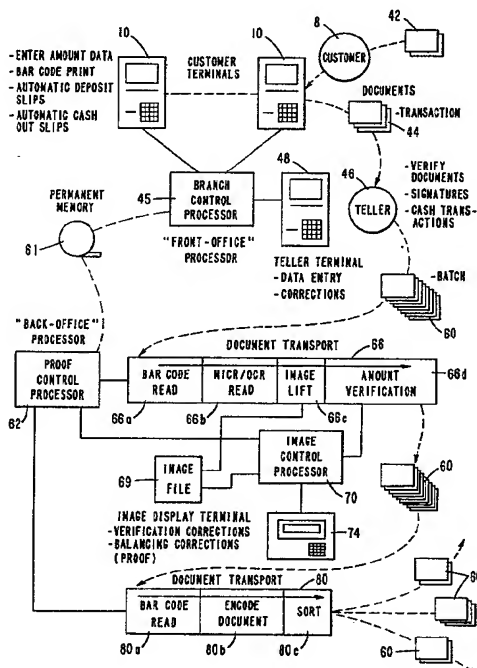 10
10
8
42
- ENTER AMOUNT DATA
- BAR CODE PRINT
- AUTOMATIC DEPOSIT
SLIPS
- AUTOMATIC CASH
OUT SLIPS
CUSTOMER
TERMINALS
CUSTOMER
DOCUMENTS
-TRANSACTION
44
48
46
45
BRANCH
CONTROL
PROCESSOR
"FRONT-OFFICE"
PROCESSOR
TELLER
- VERIFY
DOCUMENTS
- SIGNATURES
- CASH TRANS-
ACTIONS
PERMANENT
MEMORY
61
TELLER TERMINAL
- DATA ENTRY
- CORRECTIONS
-BATCH
60
"BACK-OFFICE"
PROCESSOR
PROOF
CONTROL
PROCESSOR
62
DOCUMENT TRANSPORT
66
66d
BAR CODE
READ
MICR/OCR
READ
IMAGE
LIFT
AMOUNT
VERIFICATION
66a
66b
66c
IMAGE
FILE
69
IMAGE
CONTROL
PROCESSOR
70
60
IMAGE DISPLAY TERMINAL
- VERIFICATION CORRECTIONS
- BALANCING CORRECTIONS
(PROOF)
74
DOCUMENT TRANSPORT
80
BAR CODE
READ
ENCODE
DOCUMENT
SORT
80a
80b
80c
60